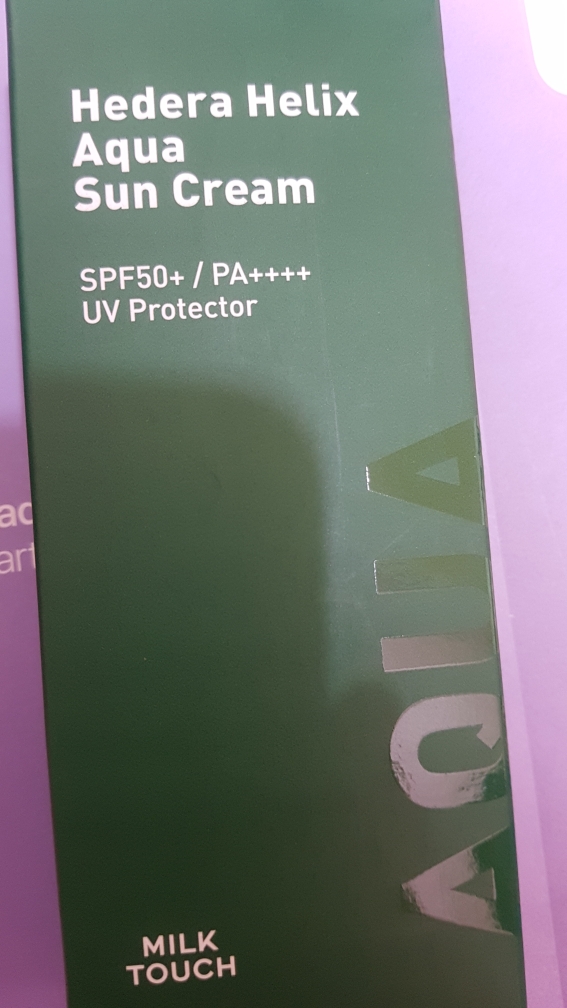 Hedera Helix
Aqua
Sun Cream
SPF50+ / PA++++
UV Protector
AQUA
MILK
TOUCH